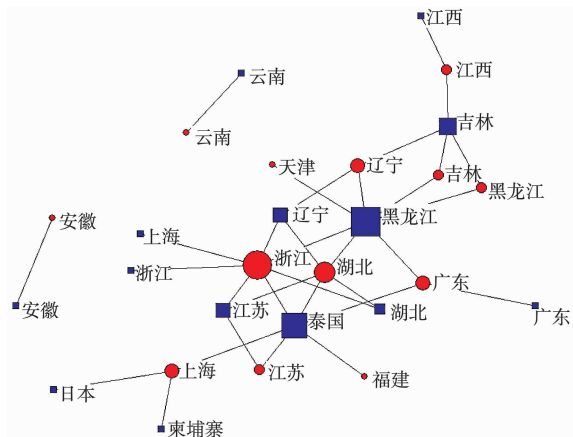 江西
江西
云南
吉林
云南
天津
辽宁
吉林
黑龙江
安徽
辽宁
黑龙江
上海
浙江
湖北
浙江
广东
安徽
江苏
泰国
湖北
广东
上海
江苏
福建
日本
柬埔寨